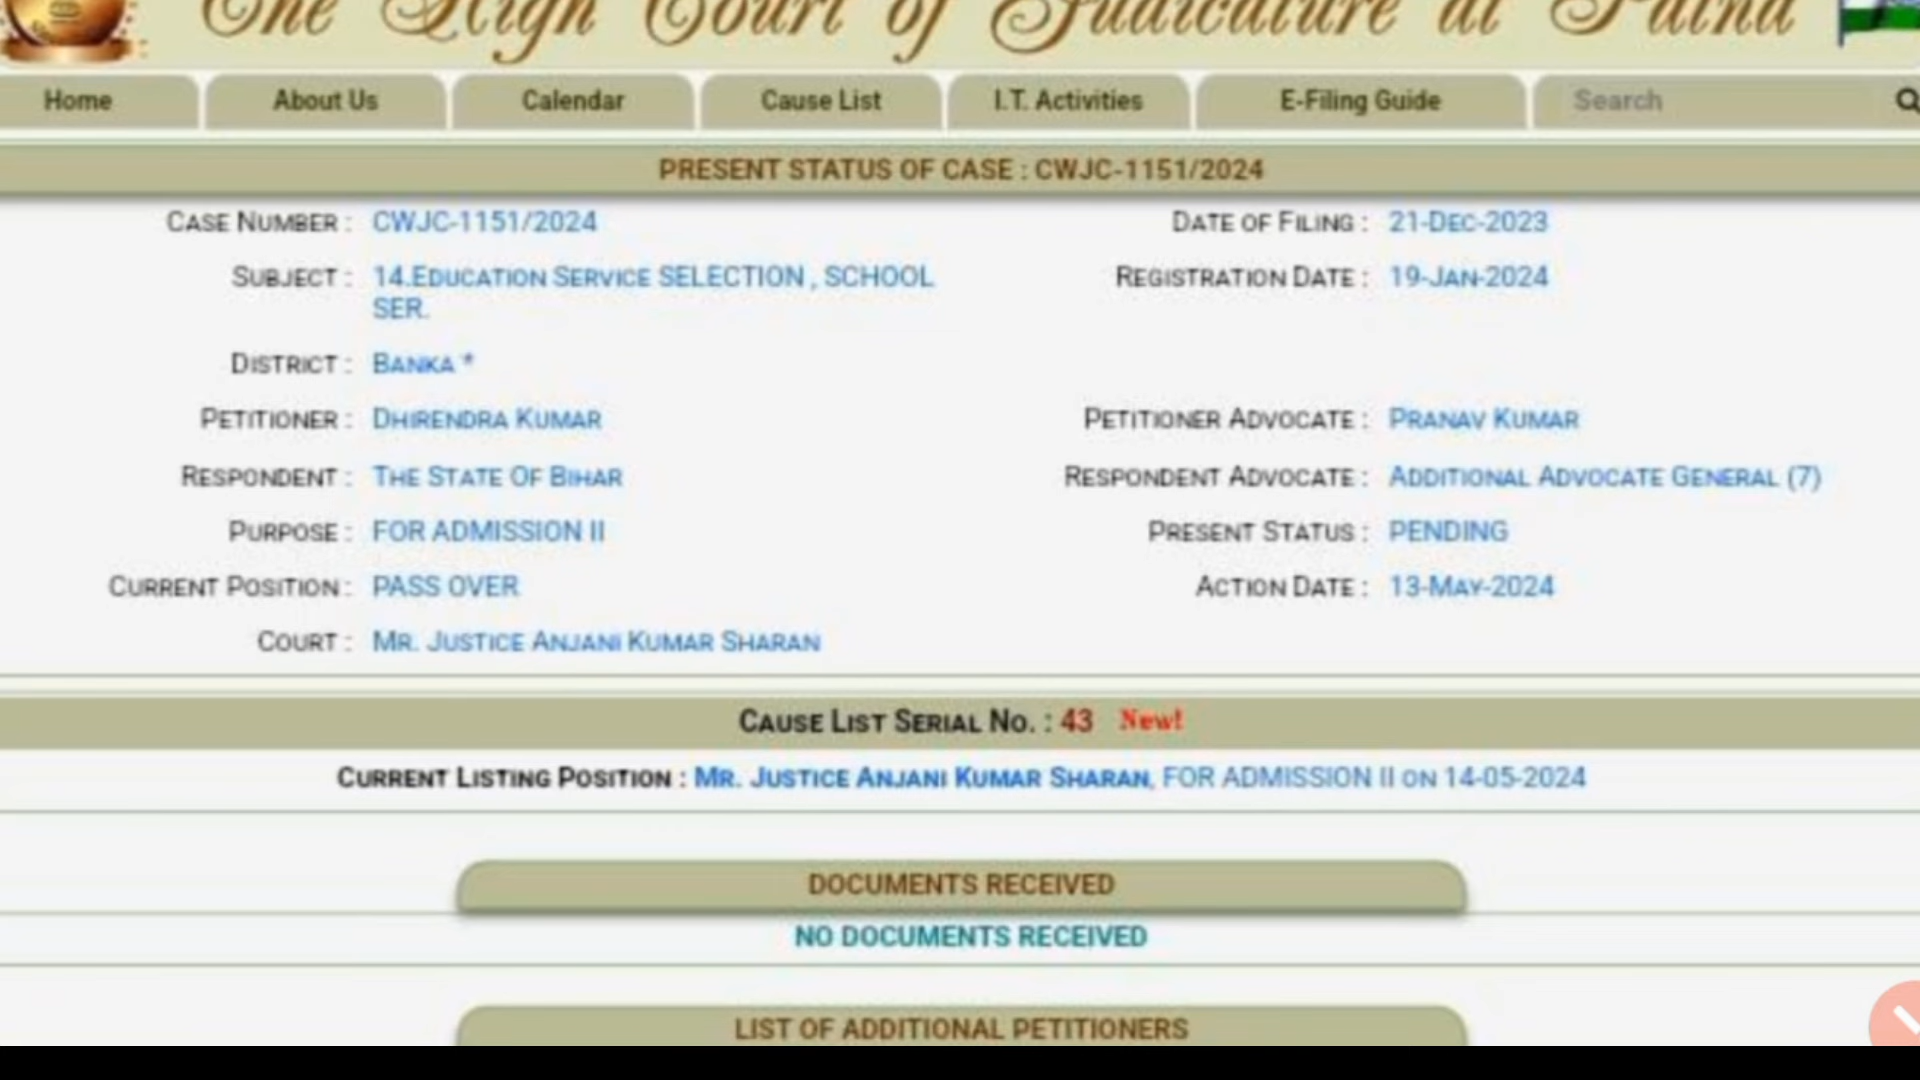 The High Court of Judicature at Patna
Home About Us Calendar Cause List I.T. Activities E-Filing Guide Search
PRESENT STATUS OF CASE : CWJC-1151/2024
CASE NUMBER : CWJC-1151/2024 DATE OF FILING : 21-DEC-2023
SUBJECT : 14.EDUCATION SERVICE SELECTION , SCHOOL REGISTRATION DATE : 19-JAN-2024
SER.
DISTRICT : BANKA *
PETITIONER : DHIRENDRA KUMAR PETITIONER ADVOCATE : PRANAV KUMAR
RESPONDENT : THE STATE OF BIHAR RESPONDENT ADVOCATE : ADDITIONAL ADVOCATE GENERAL (7)
PURPOSE : FOR ADMISSION II PRESENT STATUS : PENDING
CURRENT POSITION : PASS OVER ACTION DATE : 13-MAY-2024
COURT : MR. JUSTICE ANJANI KUMAR SHARAN
CAUSE LIST SERIAL NO. : 43 New!
CURRENT LISTING POSITION : MR. JUSTICE ANJANI KUMAR SHARAN, FOR ADMISSION II ON 14-05-2024
DOCUMENTS RECEIVED
NO DOCUMENTS RECEIVED
LIST OF ADDITIONAL PETITIONERS